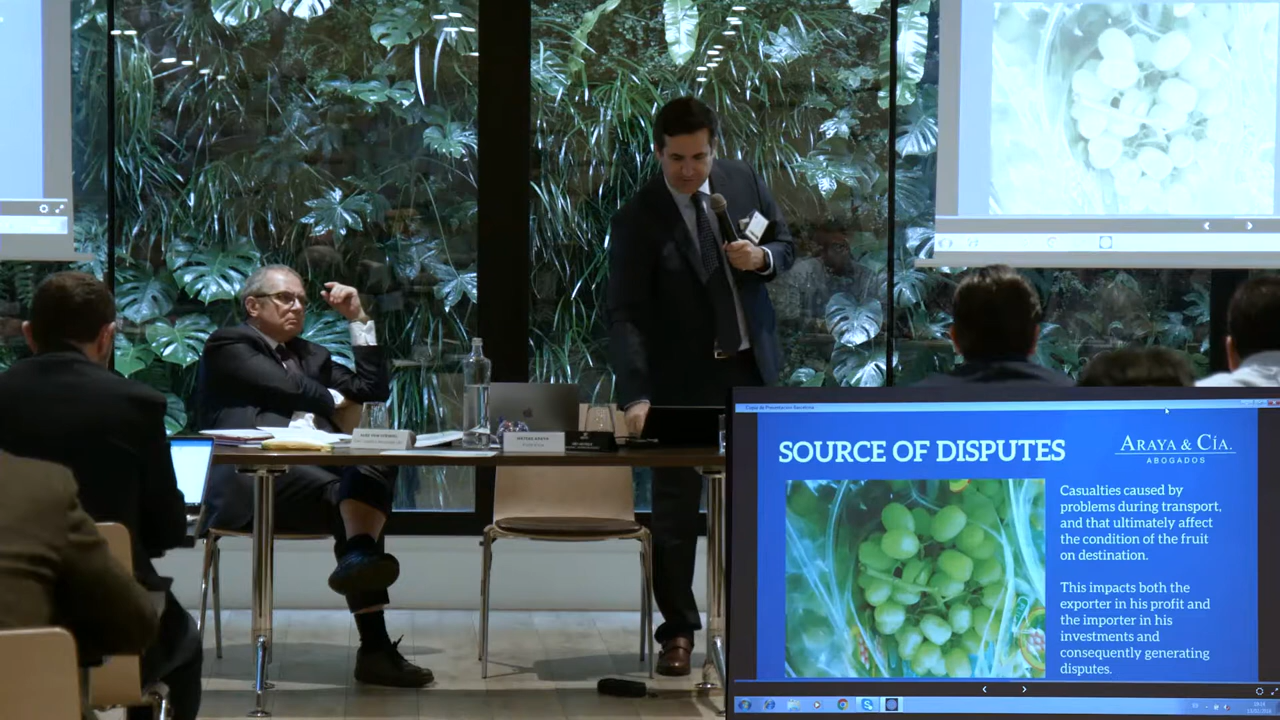 SOURCE OF DISPUTES
ARAYA & CÍA.
ABOGADOS
Casualties caused by
problems during transport,
and that ultimately affect
the condition of the fruit
on destination.
This impacts both the
exporter in his profit and
the importer in his
investments and
consequently generating
disputes.